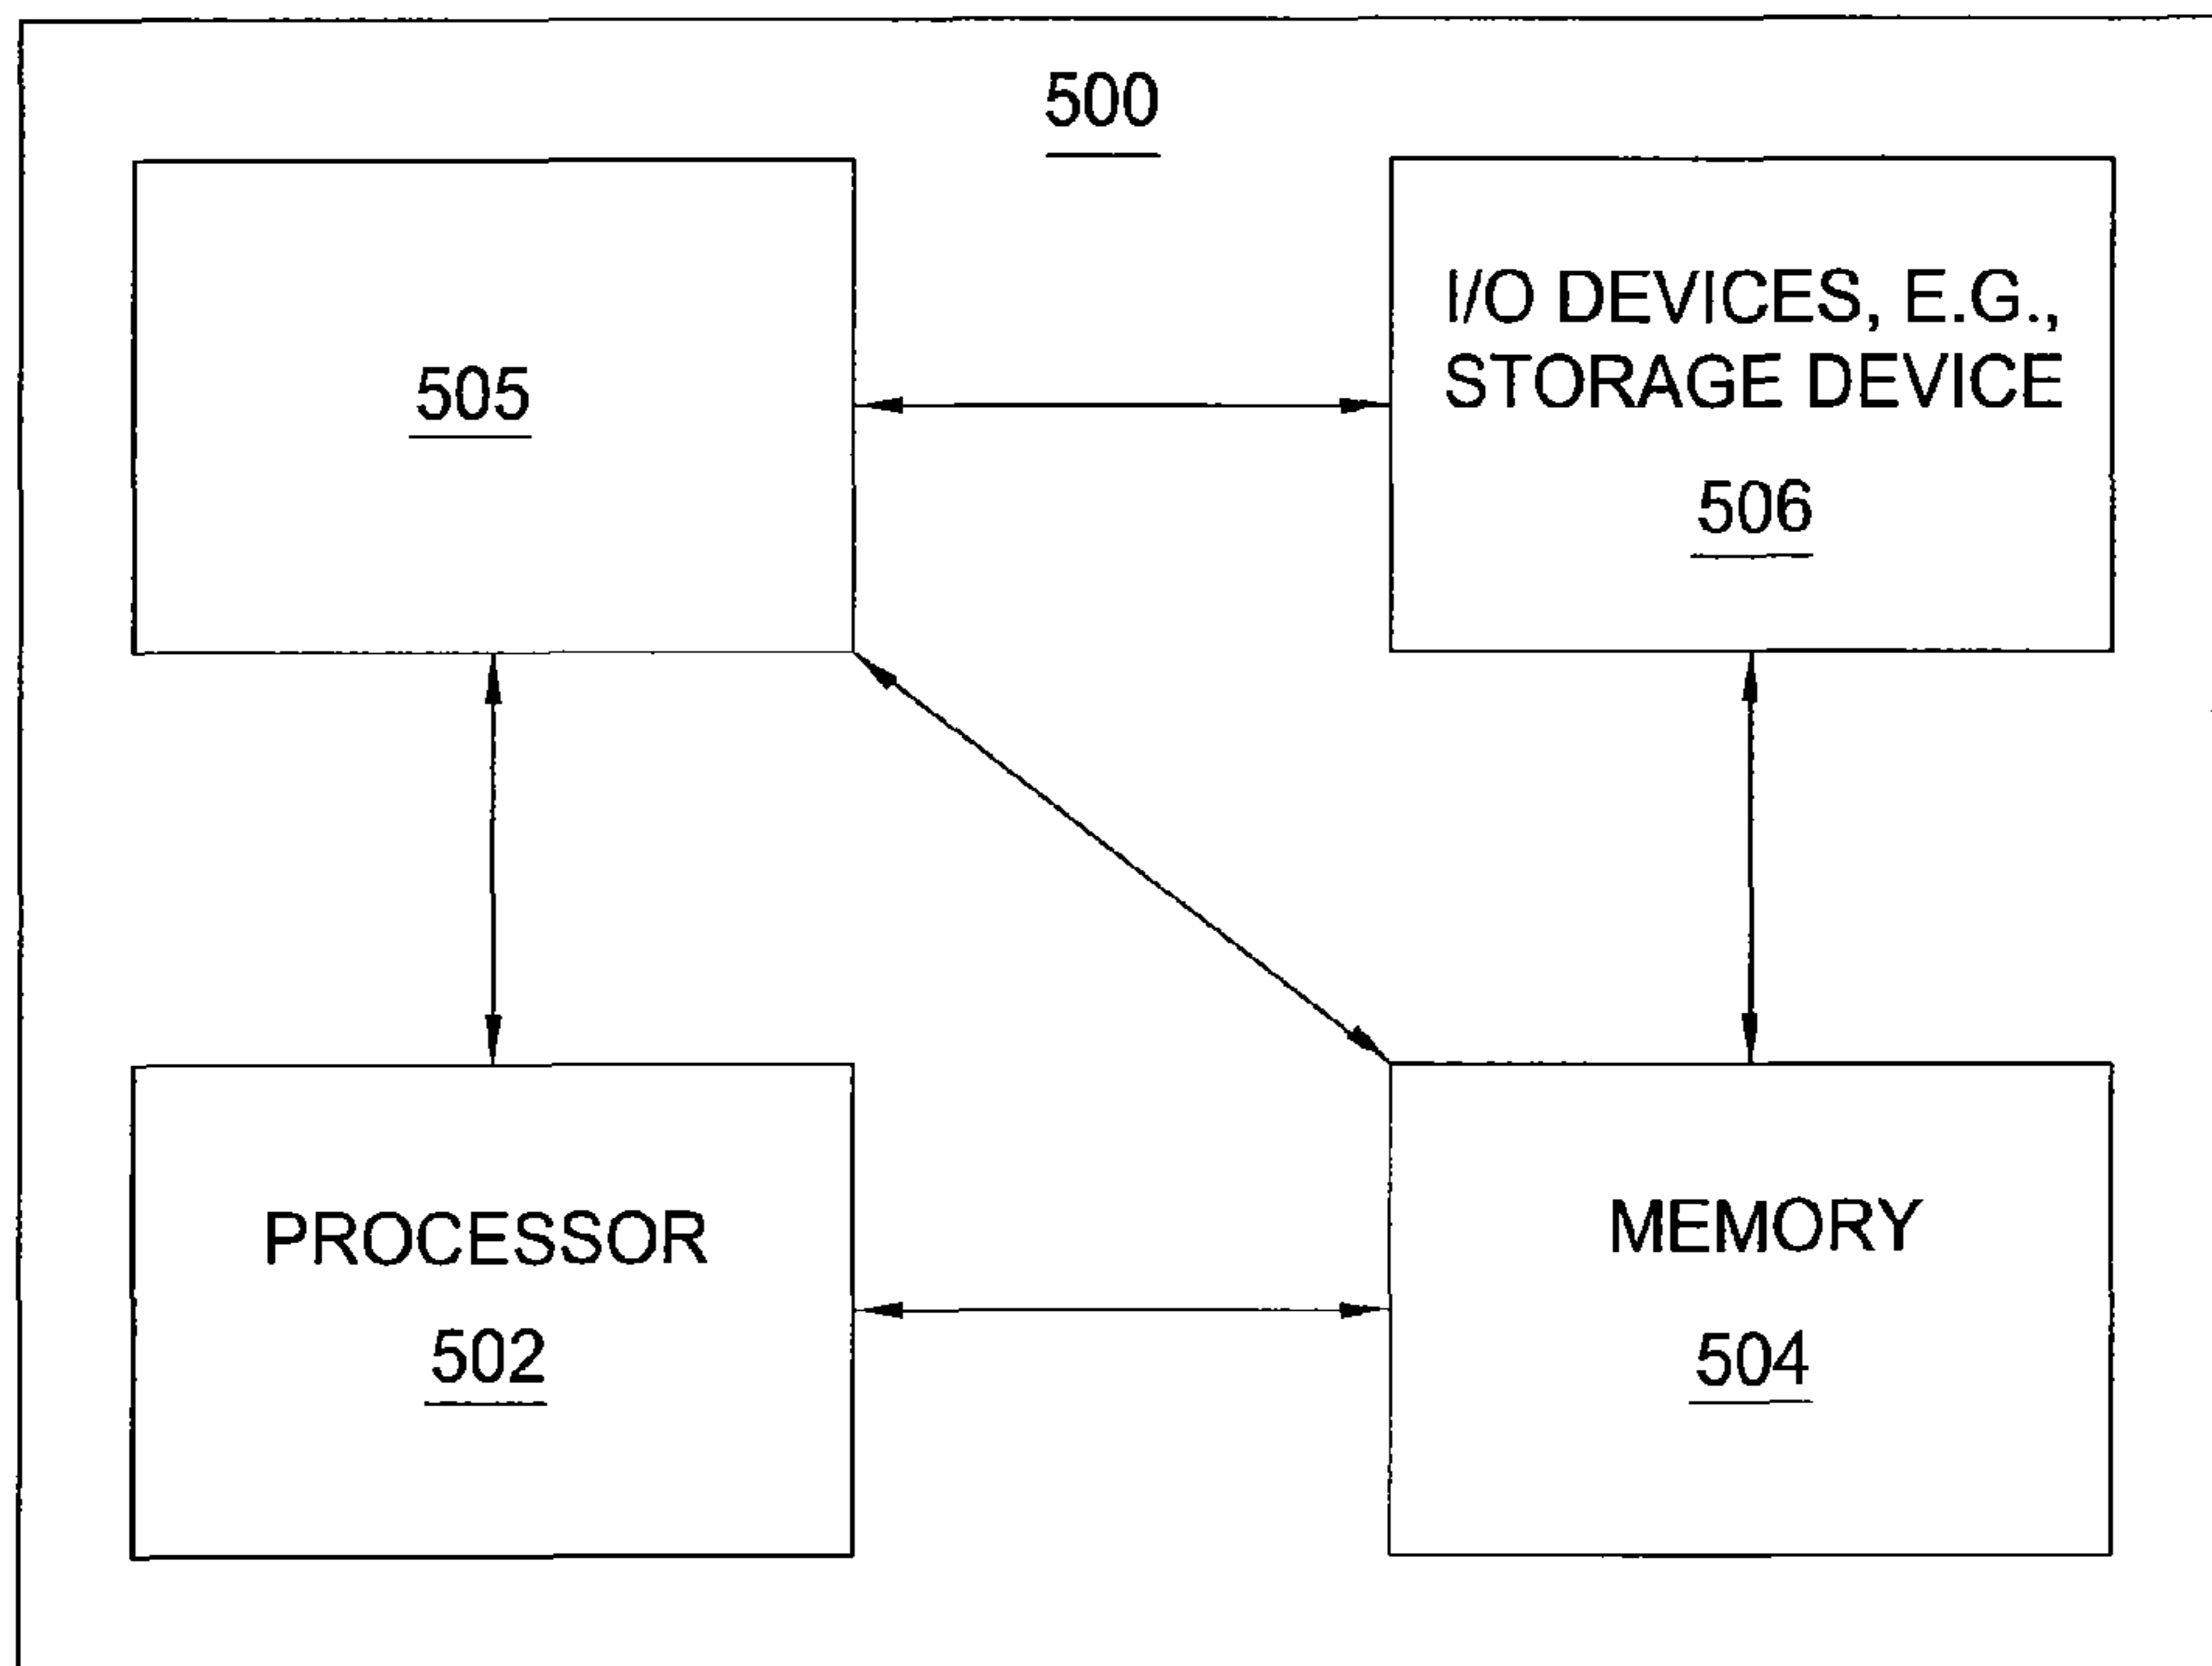 500
505
I/O DEVICES, E.G.,
STORAGE DEVICE
506
PROCESSOR
502
MEMORY
504